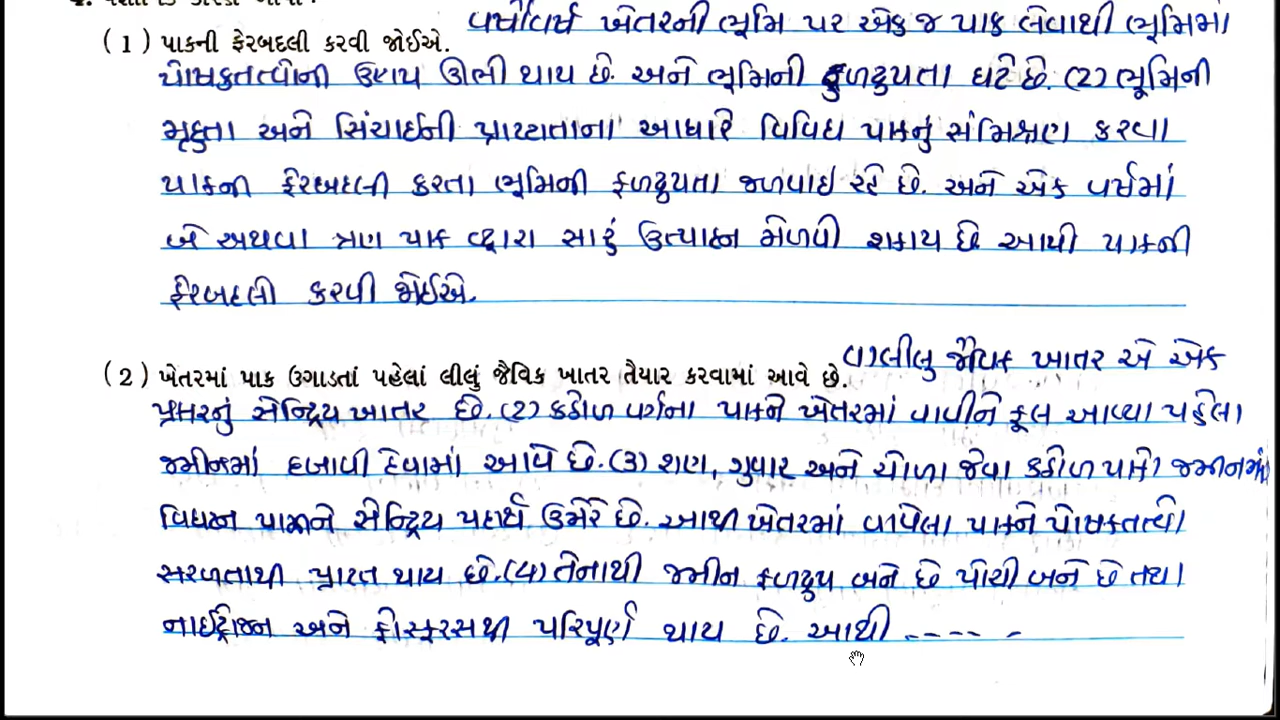 (1) પાકની ફેરબદલી કરવી જોઈએ. વર્ષોવર્ષ ખેતરની ભૂમિ પર એક જ પાક લેવાથી ભૂમિમાં
પોષકતત્વોની ઉણપ ઊભી થાય છે. અને ભૂમિની ફળદ્રુપતા ઘટે છે. (2) ભૂમિની
મૃદુતા અને સિંચાઈની પ્રાપ્યતાના આધારે વિવિધ પાકનું સંમિશ્રણ કરવા
પાકની ફેરબદલી કરતા ભૂમિની ફળદ્રુપતા જળવાઇ રહે છે. અને એક વર્ષમાં
બે અથવા ત્રણ પાક દ્વારા સારું ઉત્પાદન મેળવી શકાય છે આથી પાકની
ફેરબદલી કરવી જોઈએ.
(2) ખેતરમાં પાક ઉગાડતાં પહેલાં લીલું જૈવિક ખાતર તૈયાર કરવામાં આવે છે. (1) લીલુ જૈવિક ખાતર એ એક
પ્રકારનું સેન્દ્રિય ખાતર છે. (2) કઠોળ વર્ગના પાકને ખેતરમાં વાવીને ફૂલ આવ્યા પહેલા
જમીનમાં દબાવી દેવામાં આવે છે. (3) શણ, ગુવાર અને ચોળા જેવા કઠોળ પાકો જમીનમાં
વિઘટન પામીને સેન્દ્રિય પદાર્થ ઉમેરે છે. આથી ખેતરમાં વાવેલા પાકને પોષકતત્વો
સરળતાથી પ્રાપ્ત થાય છે. (4) તેનાથી જમીન ફળદ્રુપ બને છે પોચી બને છે તથા
નાઈટ્રોજન અને ફોસ્ફરસથી પરિપૂર્ણ થાય છે. આથી ---- -